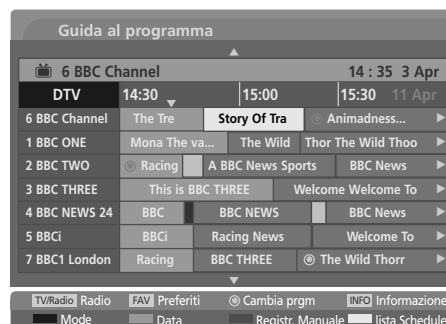 Guida al programma
6 BBC Channel 14 : 35 3 Apr
DTV 14:30 15:00 15:30 11 Apr
6 BBC Channel The Tre Story Of Tra Animadness...
1 BBC ONE Mona The va... The Wild Thor The Wild Thoo
2 BBC TWO Racing A BBC News Sports BBC News
3 BBC THREE This is BBC THREE Welcome Welcome To
4 BBC NEWS 24 BBC BBC NEWS BBC News
5 BBCi BBCi Racing News Welcome To
7 BBC1 London Racing BBC THREE The Wild Thorr
TV/Radio Radio FAV Preferiti Cambia prgm INFO Informazione
Mode Data Registr. Manuale lista Schedule